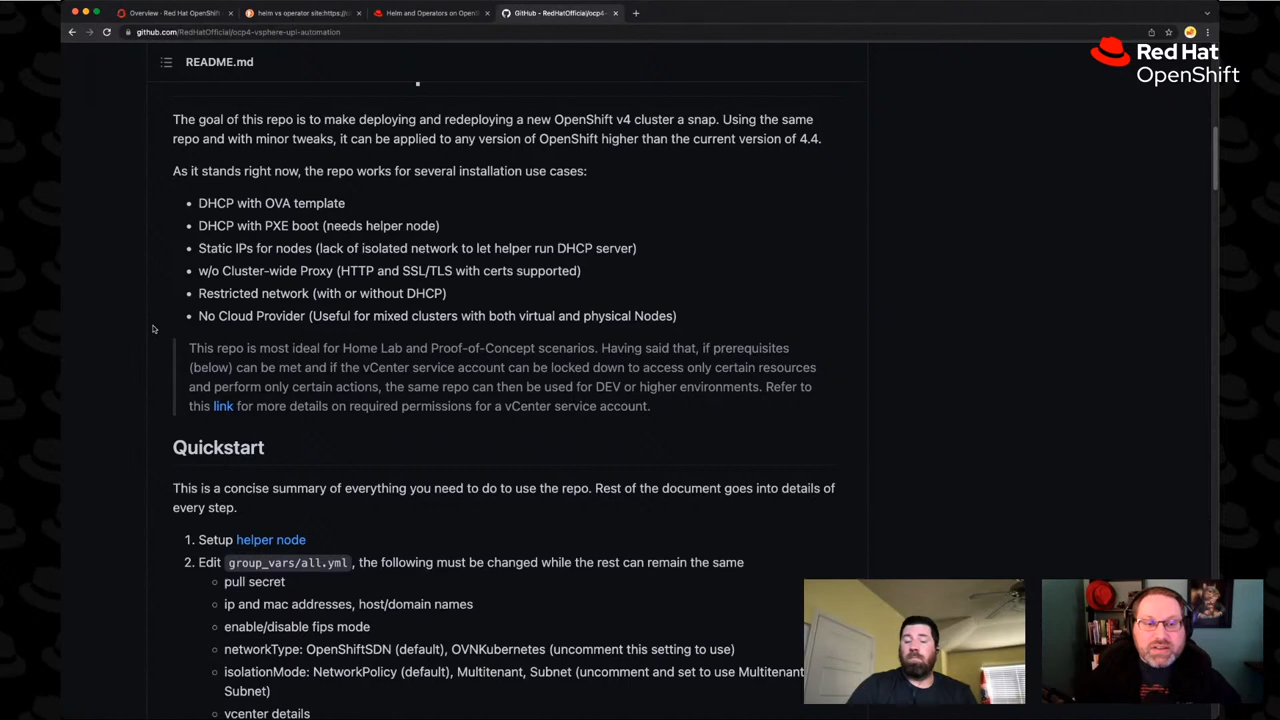 Overview · Red Hat OpenShift
helm vs operator site:https://
Helm and Operators on Open
GitHub - RedHatOfficial/ocp4-
github.com/RedHatOfficial/ocp4-vsphere-upi-automation
Red Hat
OpenShift
README.md
The goal of this repo is to make deploying and redeploying a new OpenShift v4 cluster a snap. Using the same
repo and with minor tweaks, it can be applied to any version of OpenShift higher than the current version of 4.4.
As it stands right now, the repo works for several installation use cases:
• DHCP with OVA template
• DHCP with PXE boot (needs helper node)
• Static IPs for nodes (lack of isolated network to let helper run DHCP server)
• w/o Cluster-wide Proxy (HTTP and SSL/TLS with certs supported)
• Restricted network (with or without DHCP)
• No Cloud Provider (Useful for mixed clusters with both virtual and physical Nodes)
This repo is most ideal for Home Lab and Proof-of-Concept scenarios. Having said that, if prerequisites
(below) can be met and if the vCenter service account can be locked down to access only certain resources
and perform only certain actions, the same repo can then be used for DEV or higher environments. Refer to
this link for more details on required permissions for a vCenter service account.
Quickstart
This is a concise summary of everything you need to do to use the repo. Rest of the document goes into details of
every step.
1. Setup helper node
2. Edit group_vars/all.yml, the following must be changed while the rest can remain the same
pull secret
ip and mac addresses, host/domain names
enable/disable fips mode
networkType: OpenShiftSDN (default), OVNKubernetes (uncomment this setting to use)
isolationMode: NetworkPolicy (default), Multitenant, Subnet (uncomment and set to use Multitenant
Subnet)
vcenter details